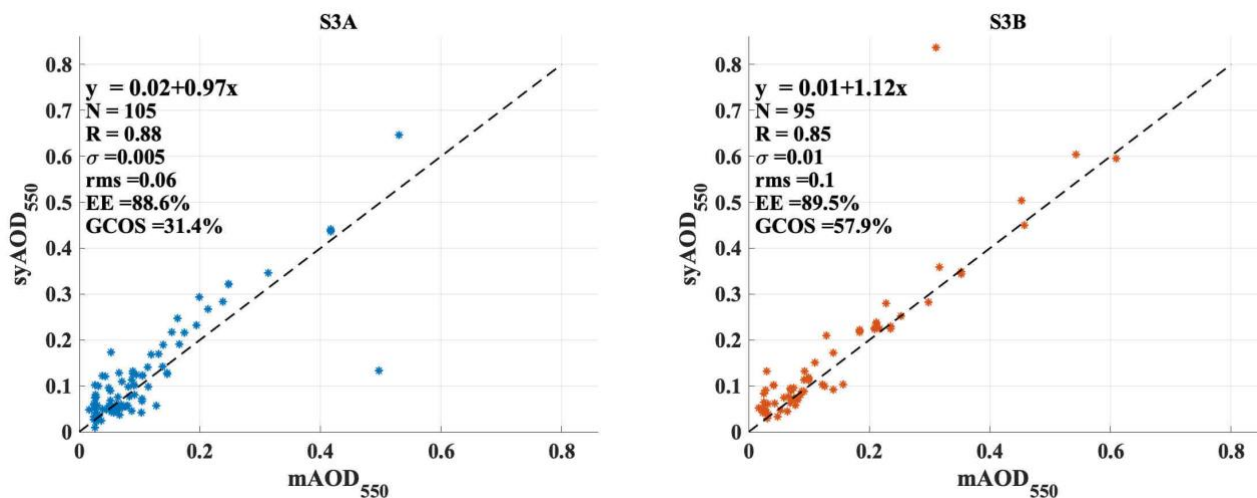 S3A
0.8
y = 0.02+0.97x
0.7
N = 105
R = 0.88
0.6
σ =0.005
rms =0.06
0.5
EE =88.6%
GCOS =31.4%
0.4
0.3
0.2
0.1
0
syAOD550
0 0.2 0.4 0.6 0.8
mAOD550
S3B
0.8
y = 0.01+1.12x
0.7
N = 95
R = 0.85
0.6
σ =0.01
rms =0.1
0.5
EE =89.5%
GCOS =57.9%
0.4
0.3
0.2
0.1
0
syAOD550
0 0.2 0.4 0.6 0.8
mAOD550